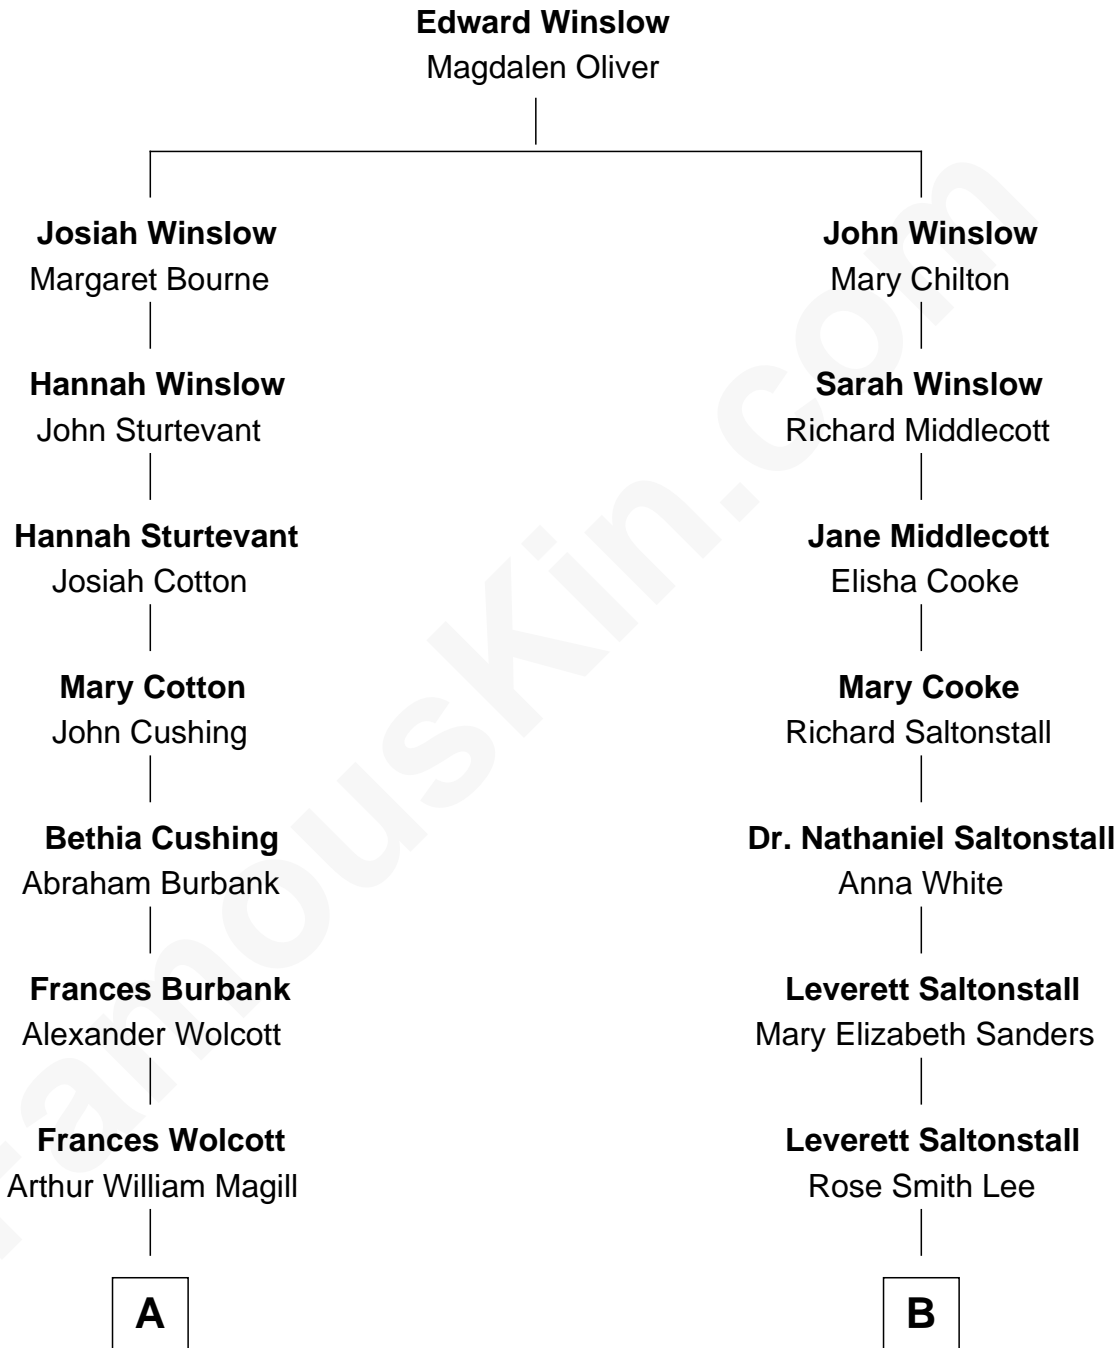 Edward Winslow
Magdalen Oliver
Josiah Winslow
Margaret Bourne
John Winslow
Mary Chilton
Hannah Winslow
John Sturtevant
Sarah Winslow
Richard Middlecott
Hannah Sturtevant
Josiah Cotton
Jane Middlecott
Elisha Cooke
Mary Cotton
John Cushing
Mary Cooke
Richard Saltonstall
Bethia Cushing
Abraham Burbank
Dr. Nathaniel Saltonstall
Anna White
Frances Burbank
Alexander Wolcott
Leverett Saltonstall
Mary Elizabeth Sanders
Frances Wolcott
Arthur William Magill
Leverett Saltonstall
Rose Smith Lee
A
B
famouskin.com